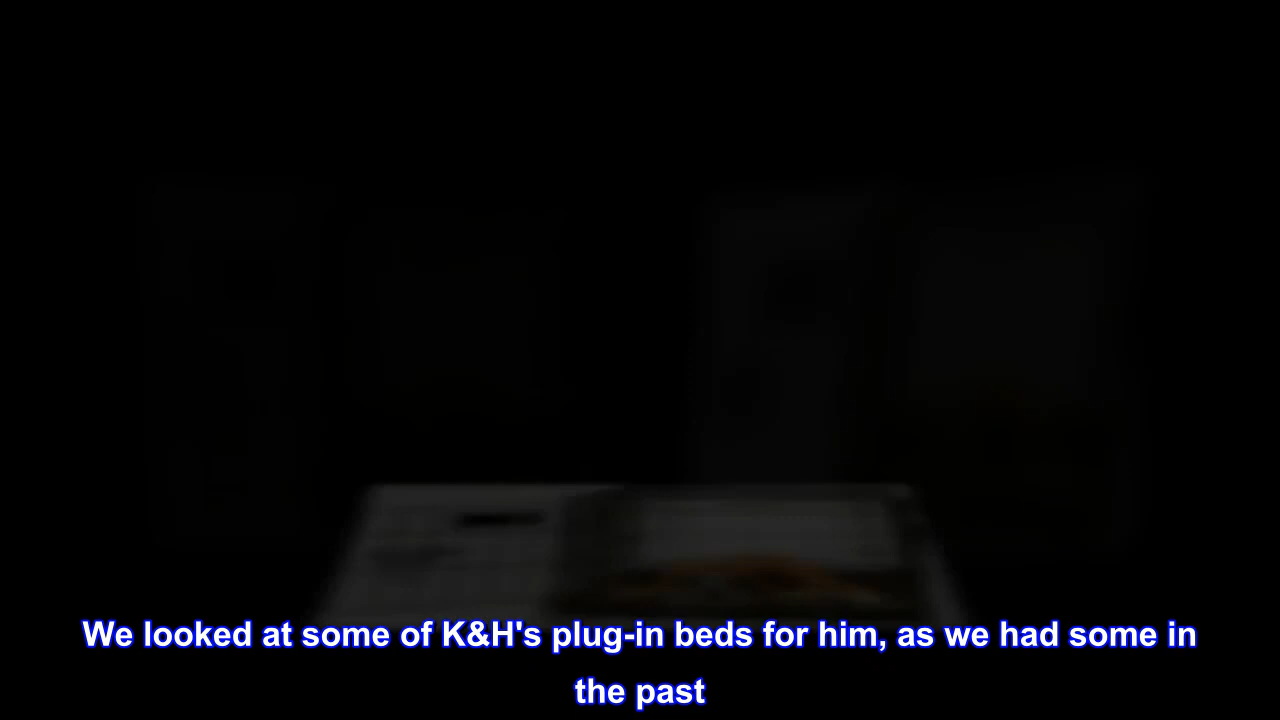 We looked at some of K&H's plug-in beds for him, as we had some in
the past